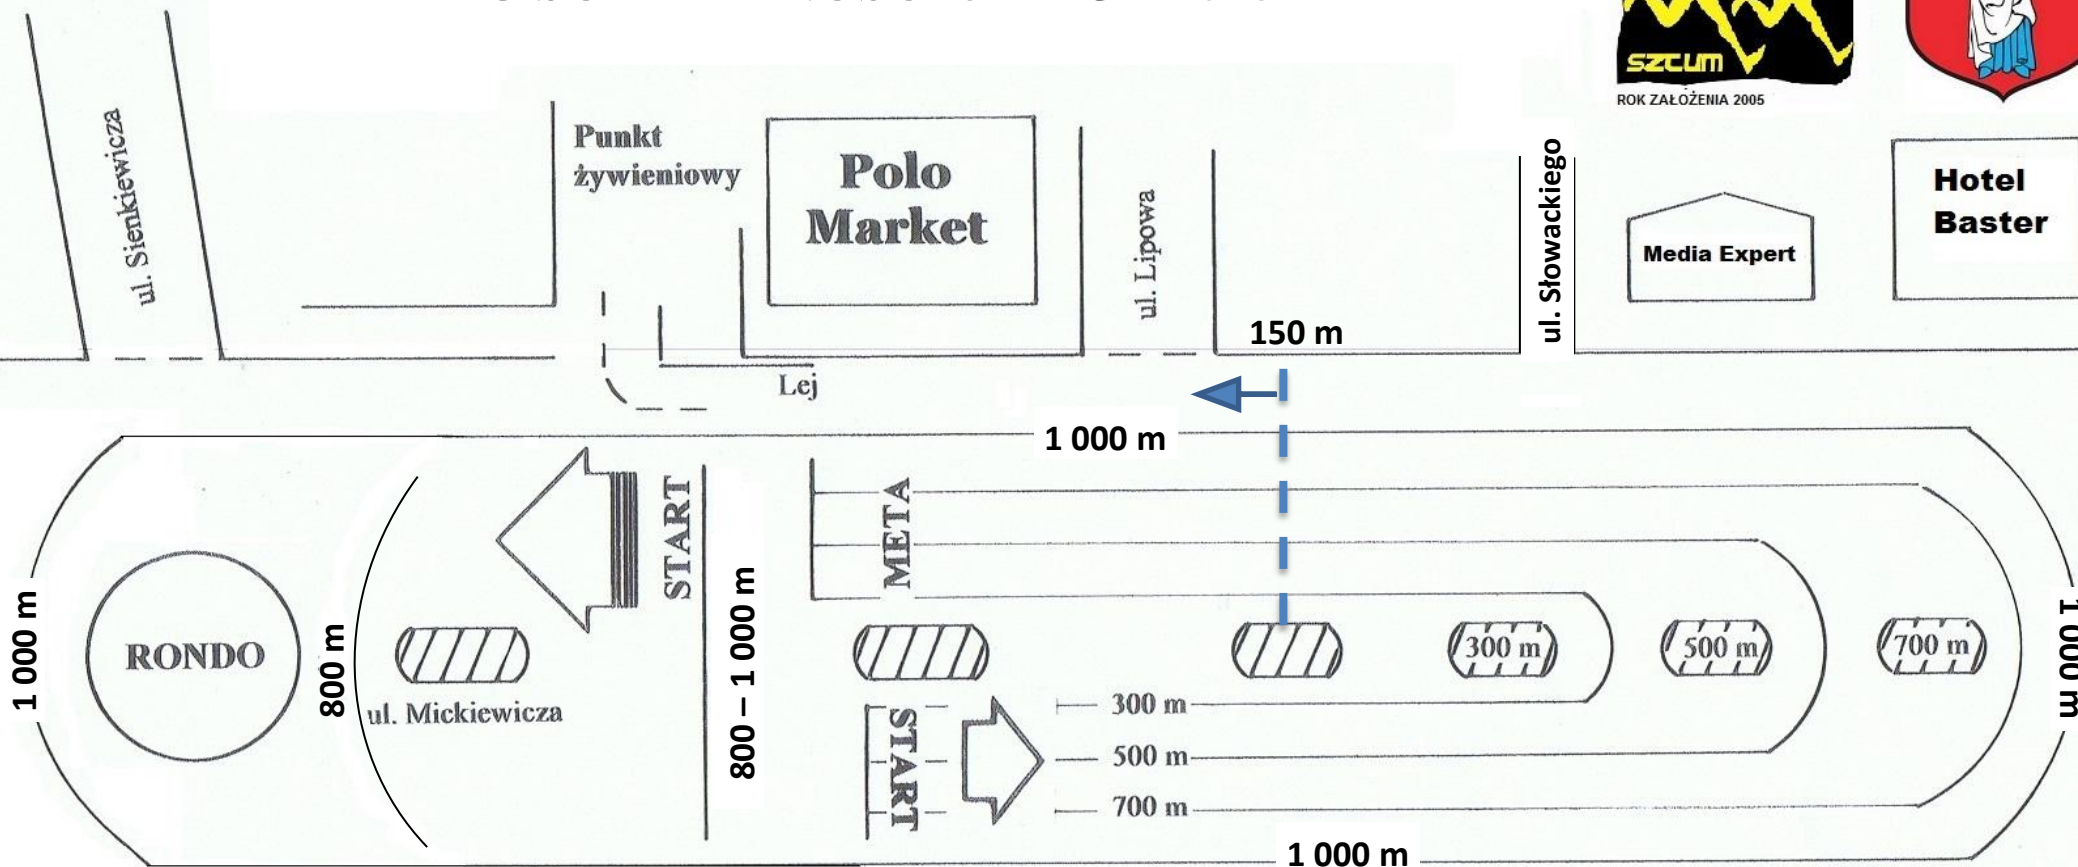 SZTUM
ROK ZAŁOŻENIA 2005
ul. Sienkiewicza
Punkt
żywieniowy
Polo
Market
ul. Lipowa
ul. Słowackiego
Media Expert
Hotel
Baster
150 m
Lej
1 000 m
START
META
1 000 m
RONDO
800 m
ul. Mickiewicza
800 – 1 000 m
300 m
500 m
700 m
1 000 m
START
300 m
500 m
700 m
1 000 m